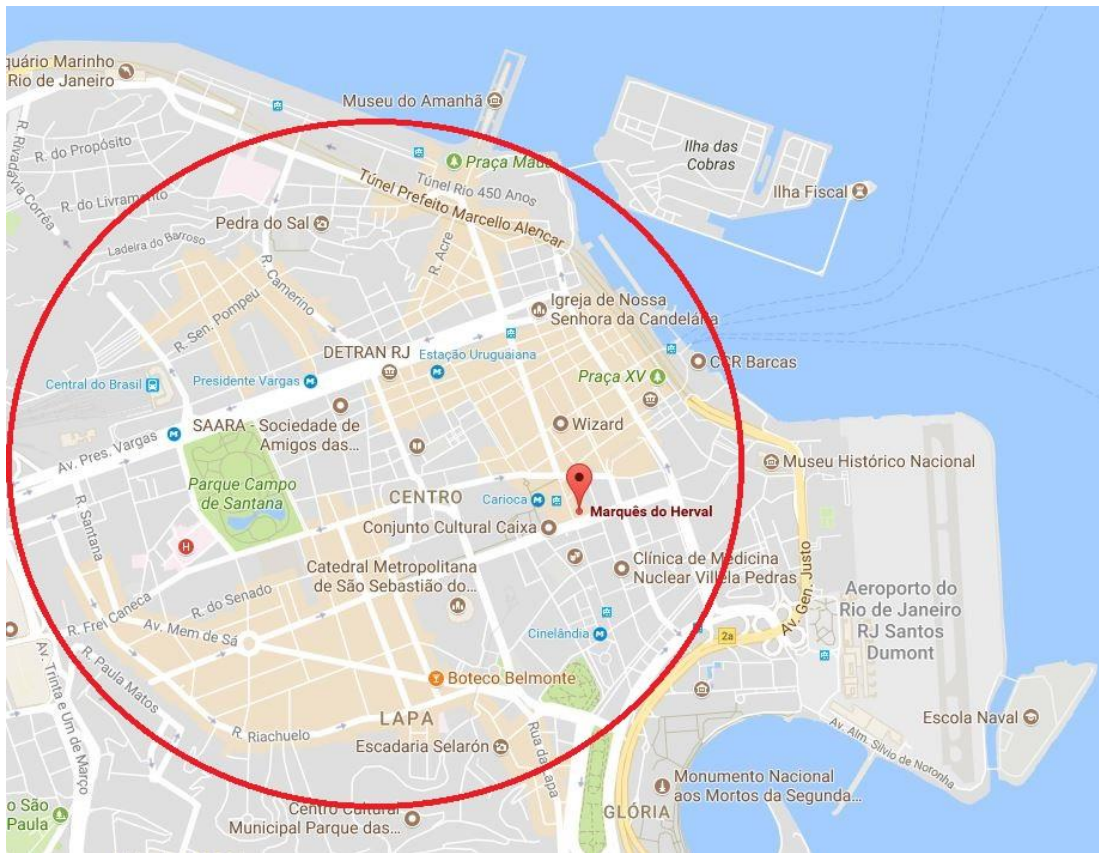 quário Marinho
Rio de Janeiro
Museu do Amanhã
R. Rivadavia Corrêa
R. do Propósito
R. do Livramento
Pedra do Sal
Ladeira do Barroso
R. Camerino
R. Sen. Pompeu
Praça
Túnel Rio 450 Anos
Túnel Prefeito Marcello Alencar
R. Acre
Ilha das
Cobras
Ilha Fiscal
Igreja de Nossa
Senhora da Candelária
DETRAN RJ
Estação Uruguaiana
Central do Brasil
Presidente Vargas
Praça XV
CCR Barcas
SAARA - Sociedade de
Amigos das...
Wizard
Av. Pres. Vargas
Parque Campo
de Santana
R. Santana
H
CENTRO
Carioca
Marquês do Herval
Conjunto Cultural Caixa
Museu Histórico Nacional
Catedral Metropolitana
de São Sebastião do...
Clínica de Medicina
Nuclear Villela Pedras
Av. Gen. Justo
Aeroporto do
Rio de Janeiro
RJ Santos
Dumont
R. do Senado
R. Frei Caneca
Av. Mem de Sá
Cinelândia
2a
Av. Trinta e Um de Março
R. Paula Matos
Boteco Belmonte
LAPA
R. Riachuelo
Escadaria Selarón
Rua da Lapa
Escola Naval
Av. Alm. Silvio de Noronha
Monumento Nacional
aos Mortos da Segunda...
GLÓRIA
o São
Paula
Centro Cultural
Municipal Parque das...